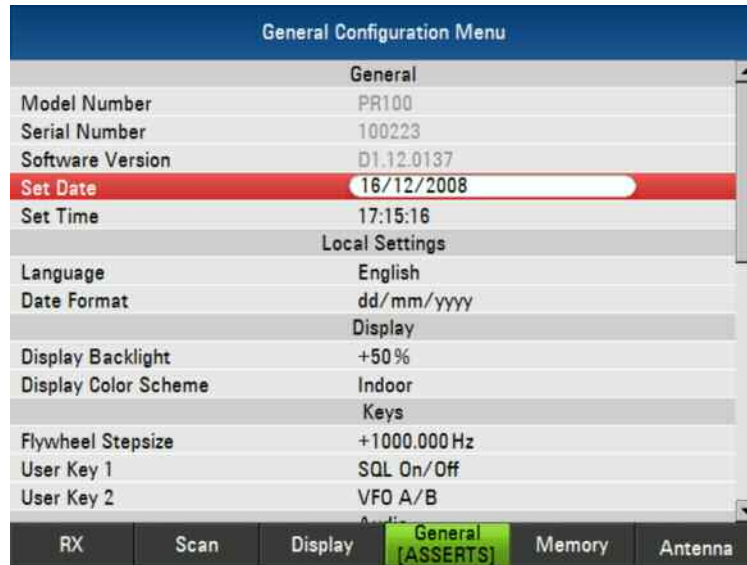 General Configuration Menu
General
Model Number PR100
Serial Number 100223
Software Version D1.12.0137
Set Date 16/12/2008
Set Time 17:15:16
Local Settings
Language English
Date Format dd/mm/yyyy
Display
Display Backlight +50%
Display Color Scheme Indoor
Keys
Flywheel Stepsize +1000.000 Hz
User Key 1 SQL On/Off
User Key 2 VFO A/B
RX Scan Display General [ASSERTS] Memory Antenna